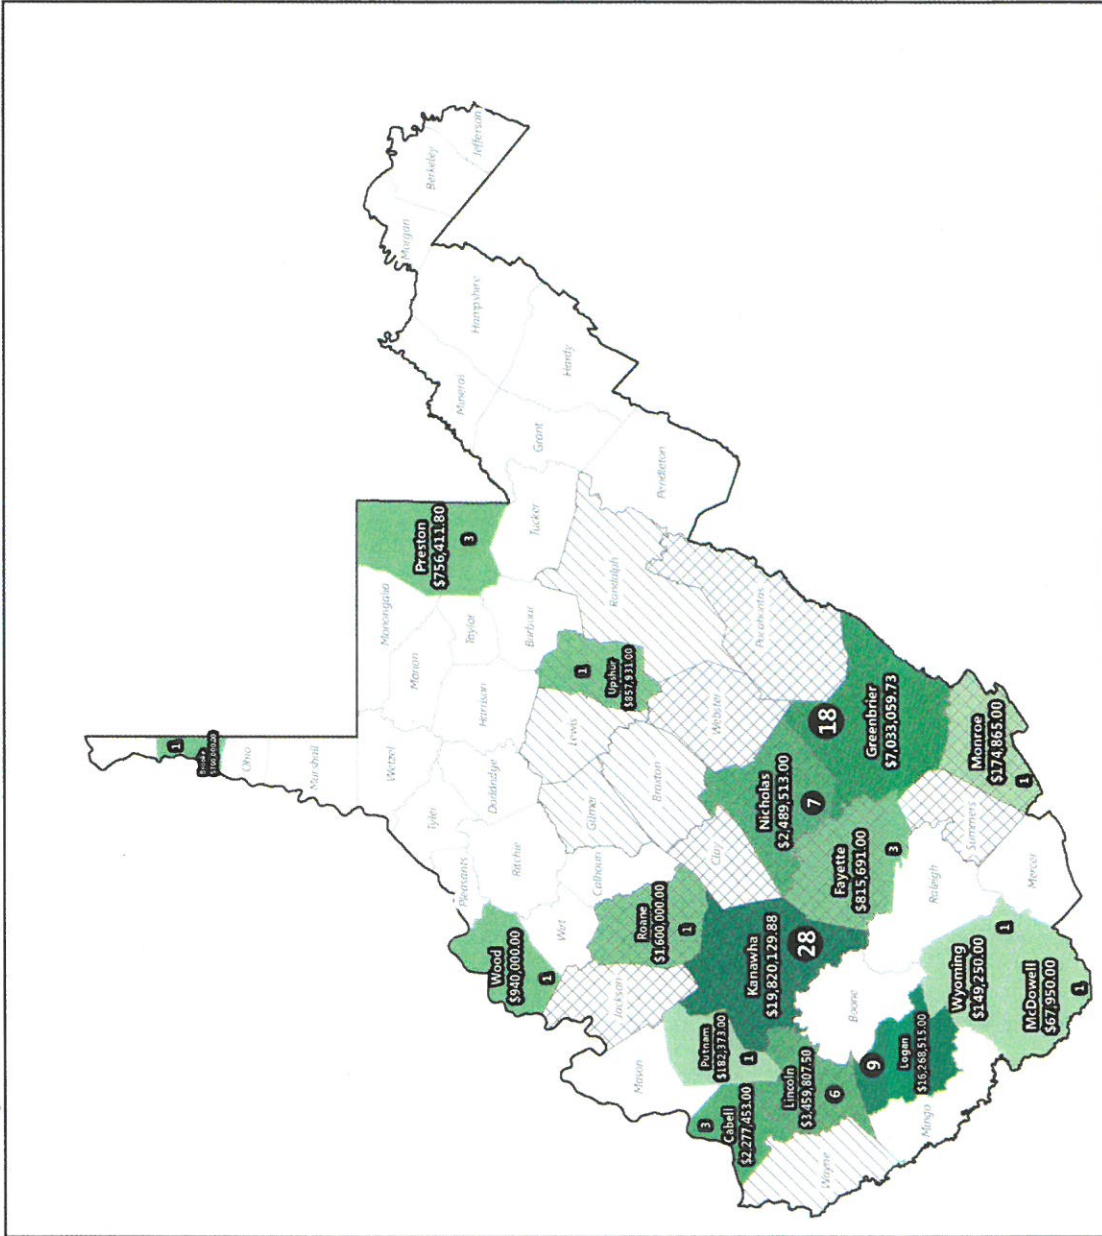 1
Brooke
Ohio
Marshall
Wetzel
Tyler
Pleasants
Doddridge
Ritchie
Harrison
Marion
Monongalia
Taylor
Barbour
Preston
$756,411.80
3
Tucker
Grant
Mineral
Hampshire
Hardy
Morgan
Berkeley
Jefferson
Pendleton
Randolph
Pocahontas
1
Upshur
$857,931.00
Lewis
Gilmer
Braxton
Webster
Calhoun
Wirt
Wood
$940,000.00
1
Jackson
Roane
$1,600,000.00
1
Clay
Nicholas
$2,489,513.00
7
18
Greenbrier
$7,033,059.73
Monroe
$174,865.00
1
Summers
Fayette
$815,691.00
3
Raleigh
Mercer
Kanawha
$19,820,129.88
28
Mason
Putnam
$182,373.00
1
3
Cabell
$2,277,453.00
Lincoln
$3,459,807.50
6
Boone
9
Logan
$16,268,515.00
Wayne
Mingo
Wyoming
$149,250.00
1
McDowell
$67,950.00
1